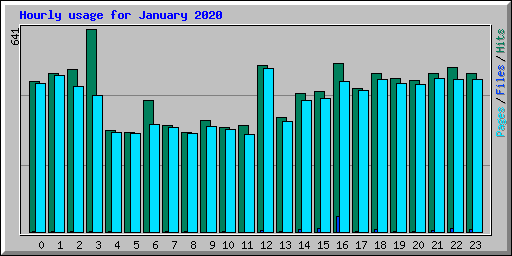 Hourly usage for January 2020
641
Pages/Files/Hits
0 1 2 3 4 5 6 7 8 9 10 11 12 13 14 15 16 17 18 19 20 21 22 23